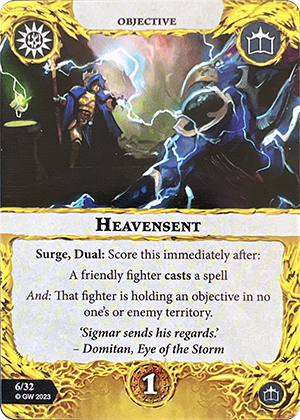 OBJECTIVE
HEAVENSENT
Surge, Dual: Score this immediately after:
A friendly fighter casts a spell
And: That fighter is holding an objective in no
one's or enemy territory.
'Sigmar sends his regards.'
– Domitan, Eye of the Storm
6/32
© GW 2023
1